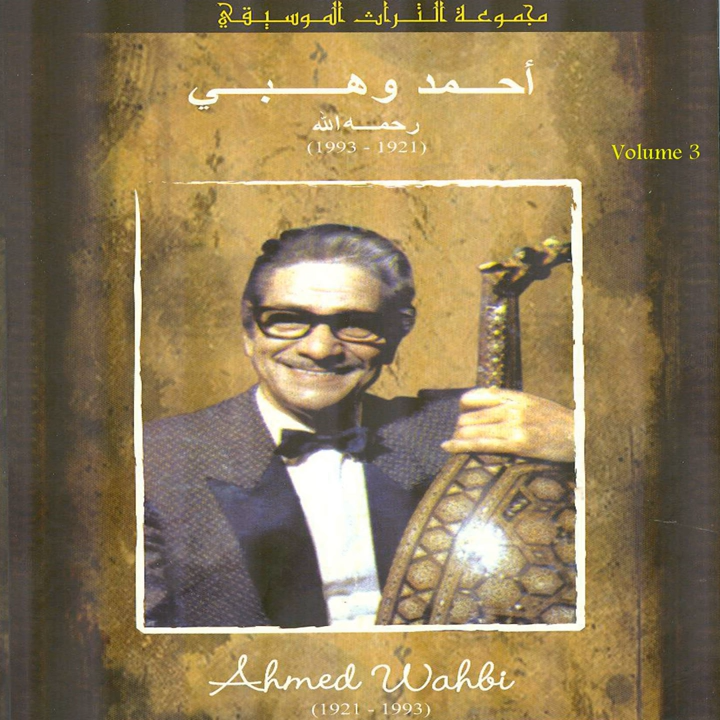 مجموعة التراث الموسيقي
أحمد وهبي
رحمه الله
(1993 - 1921)
Volume 3
Ahmed Wahbi
(1921 - 1993)